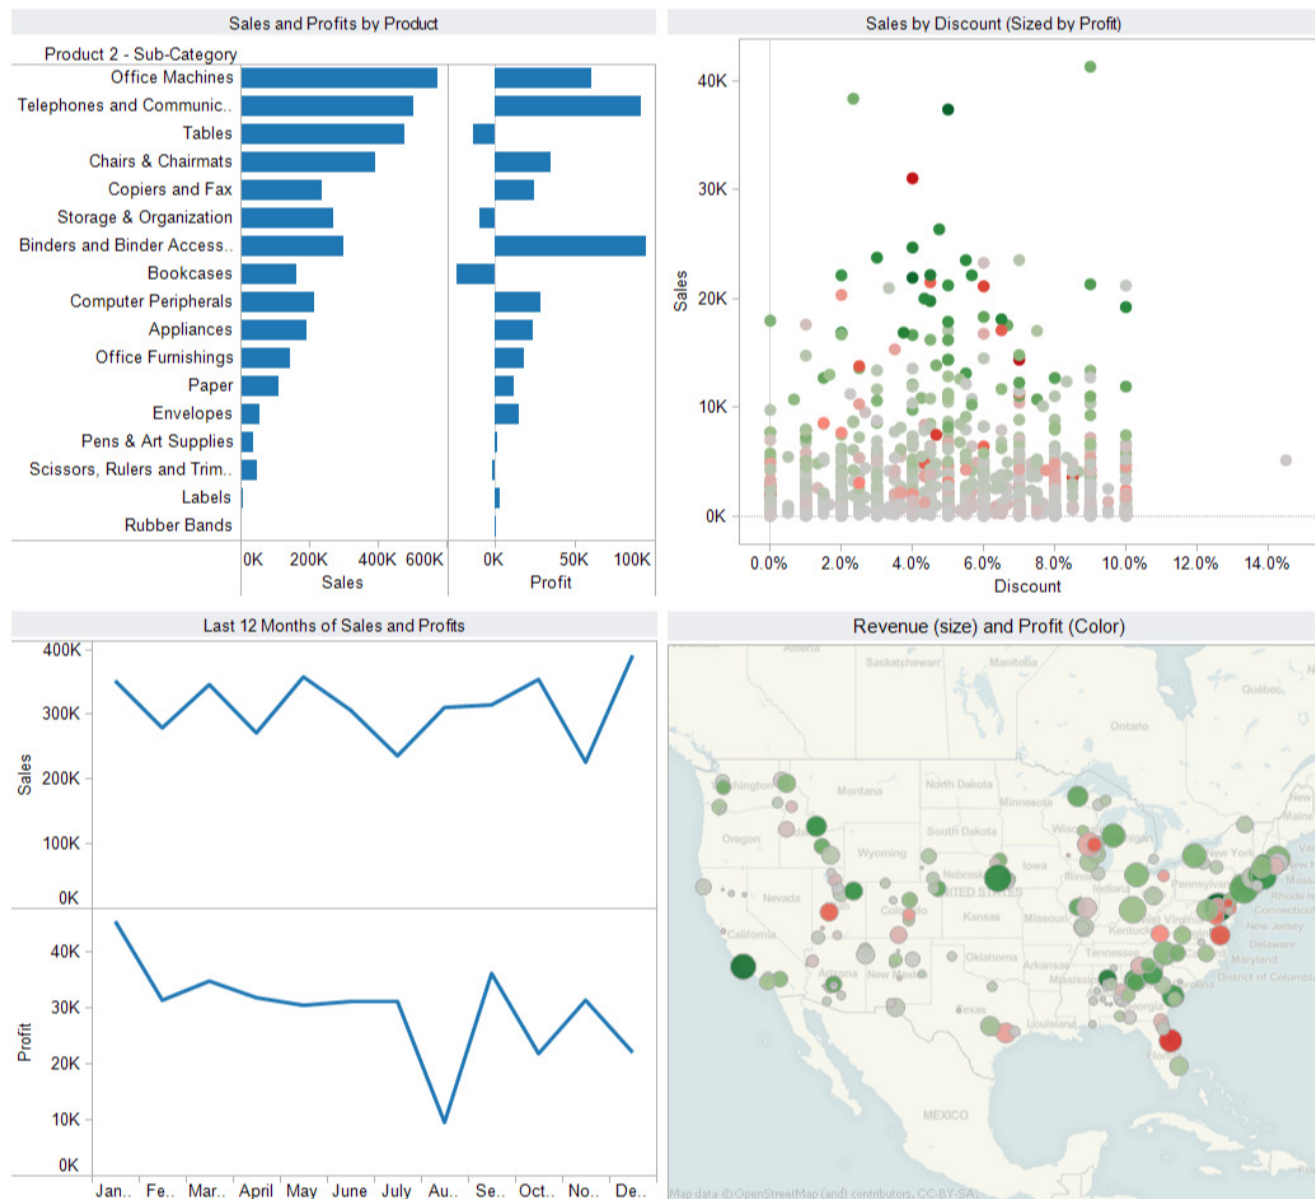 Sales and Profits by Product
Product 2 - Sub-Category
Office Machines
Telephones and Communic..
Tables
Chairs & Chairmats
Copiers and Fax
Storage & Organization
Binders and Binder Access..
Bookcases
Computer Peripherals
Appliances
Office Furnishings
Paper
Envelopes
Pens & Art Supplies
Scissors, Rulers and Trim..
Labels
Rubber Bands
0K 200K 400K 600K 0K 50K 100K
Sales Profit
Sales by Discount (Sized by Profit)
40K
30K
20K
10K
0K
Sales
0.0% 2.0% 4.0% 6.0% 8.0% 10.0% 12.0% 14.0%
Discount
Last 12 Months of Sales and Profits
400K
300K
200K
100K
0K
Sales
40K
30K
20K
10K
0K
Profit
Jan.. Fe.. Mar.. April May June July Au.. Se.. Oct.. No.. De..
Revenue (size) and Profit (Color)
Alberta
Saskatchewan
Manitoba
Québec
Ontario
Montana
North Dakota
Minnesota
Maine
Oregon
South Dakota
Wyoming
Iowa
New York
Nebraska
UNITED STATES
Illinois
Indiana
Pennsylvan
Rhode Is
Nevada
Colorado
Kansas
Missouri
West Virginia
Connecticut
New Jersey
California
Kentucky
Delaware
Oklahoma
Tennessee
Maryland
Arizona
New Mexico
Arkansas
District of Columbia
Mississippi
Georgia
Texas
Louisiana
Florida
MEXICO
Map data © OpenStreetMap (and) contributors, CC-BY-SA